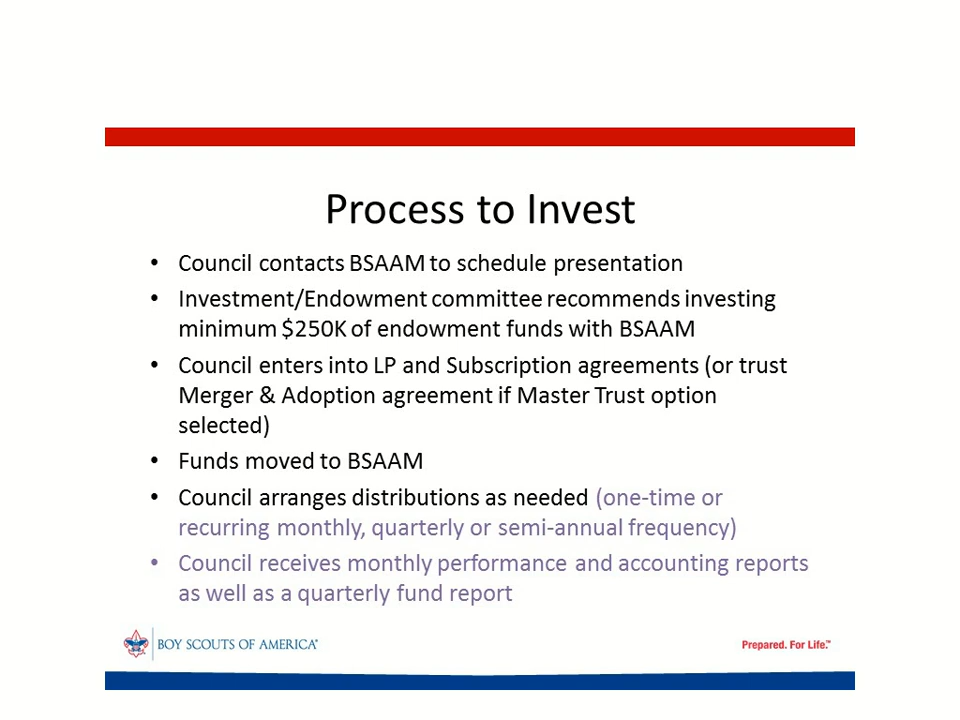 Process to Invest
• Council contacts BSAAM to schedule presentation
• Investment/Endowment committee recommends investing
minimum $250K of endowment funds with BSAAM
• Council enters into LP and Subscription agreements (or trust
Merger & Adoption agreement if Master Trust option
selected)
• Funds moved to BSAAM
• Council arranges distributions as needed (one-time or
recurring monthly, quarterly or semi-annual frequency)
• Council receives monthly performance and accounting reports
as well as a quarterly fund report
BOY SCOUTS OF AMERICA®
Prepared. For Life.™